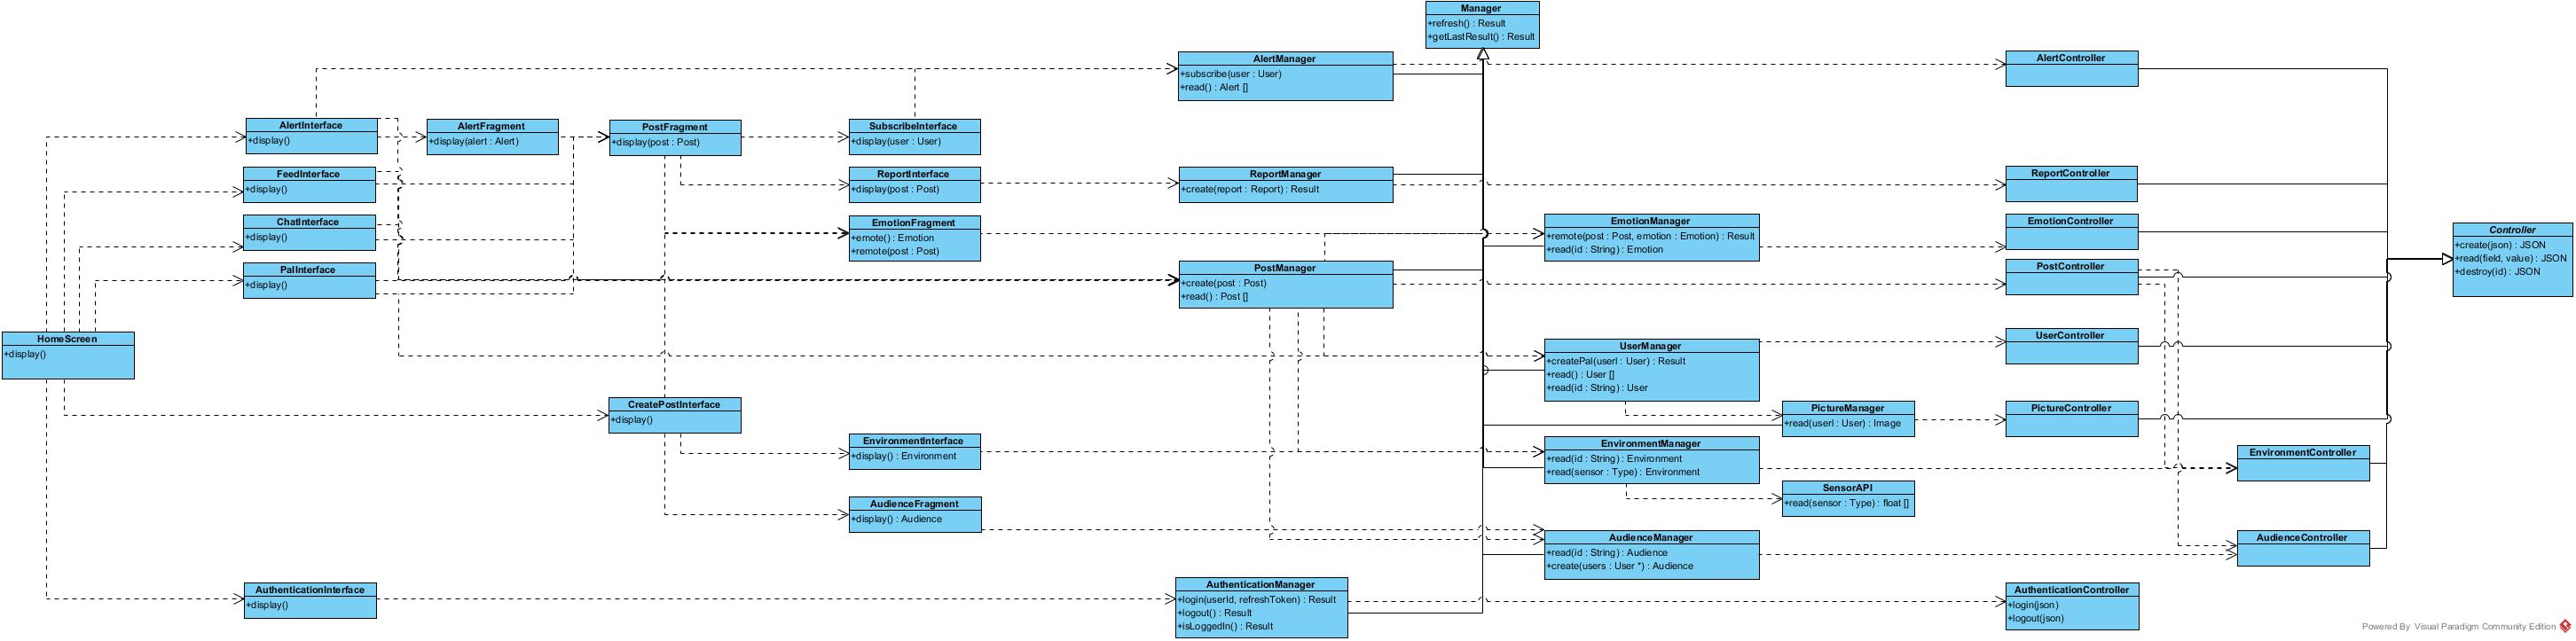 Manager
+refresh() : Result
+getLastResult() : Result
AlertManager
+subscribe(user : User)
+read() : Alert []
AlertController
AlertInterface
+display()
AlertFragment
+display(alert : Alert)
PostFragment
+display(post : Post)
SubscribeInterface
+display(user : User)
FeedInterface
+display()
ReportInterface
+display(post : Post)
ReportManager
+create(report : Report) : Result
ReportController
ChatInterface
+display()
EmotionFragment
+emote() : Emotion
+remote(post : Post)
EmotionManager
+remote(post : Post, emotion : Emotion) : Result
+read(id : String) : Emotion
EmotionController
Controller
+create(json) : JSON
+read(field, value) : JSON
+destroy(id) : JSON
PalInterface
+display()
PostManager
+create(post : Post)
+read() : Post []
PostController
HomeScreen
+display()
UserManager
+createPal(userI : User) : Result
+read() : User []
+read(id : String) : User
UserController
CreatePostInterface
+display()
PictureManager
+read(userI : User) : Image
PictureController
EnvironmentInterface
+display() : Environment
EnvironmentManager
+read(id : String) : Environment
+read(sensor : Type) : Environment
EnvironmentController
SensorAPI
+read(sensor : Type) : float []
AudienceFragment
+display() : Audience
AudienceManager
+read(id : String) : Audience
+create(users : User *) : Audience
AudienceController
AuthenticationInterface
+display()
AuthenticationManager
+login(userId, refreshToken) : Result
+logout() : Result
+isLoggedIn() : Result
AuthenticationController
+login(json)
+logout(json)
Powered By Visual Paradigm Community Edition